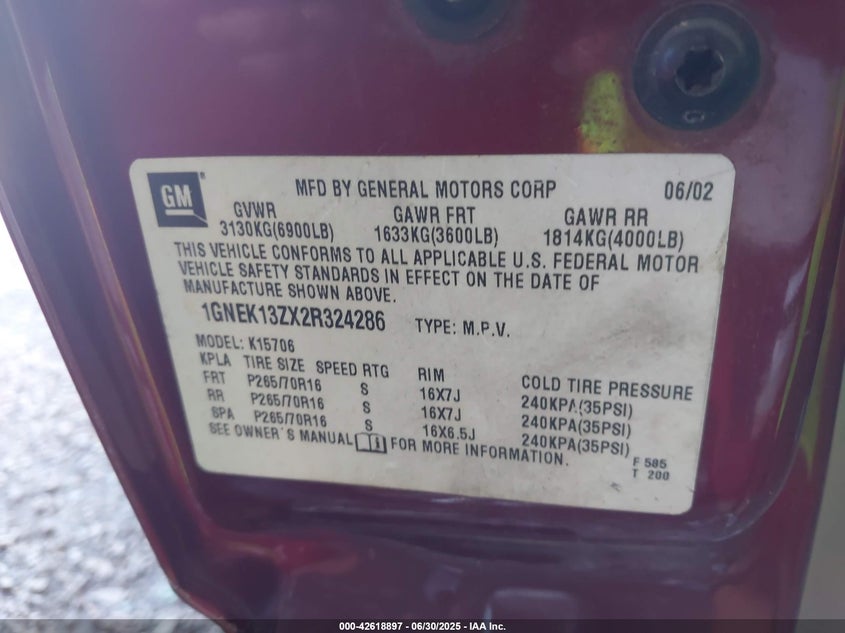 GM®
MFD BY GENERAL MOTORS CORP 06/02
GVWR GAWR FRT GAWR RR
3130KG(6900LB) 1633KG(3600LB) 1814KG(4000LB)
THIS VEHICLE CONFORMS TO ALL APPLICABLE U.S. FEDERAL MOTOR
VEHICLE SAFETY STANDARDS IN EFFECT ON THE DATE OF
MANUFACTURE SHOWN ABOVE.
1GNEK13ZX2R324286 TYPE: M.P.V.
MODEL: K15706
KPLA TIRE SIZE SPEED RTG RIM COLD TIRE PRESSURE
FRT P265/70R16 S 16X7J 240KPA(35PSI)
RR P265/70R16 S 16X7J 240KPA(35PSI)
SPA P265/70R16 S 16X6.5J 240KPA(35PSI)
SEE OWNER'S MANUAL FOR MORE INFORMATION.
F 585
T 200
000-42618897 - 06/30/2025 - IAA Inc.